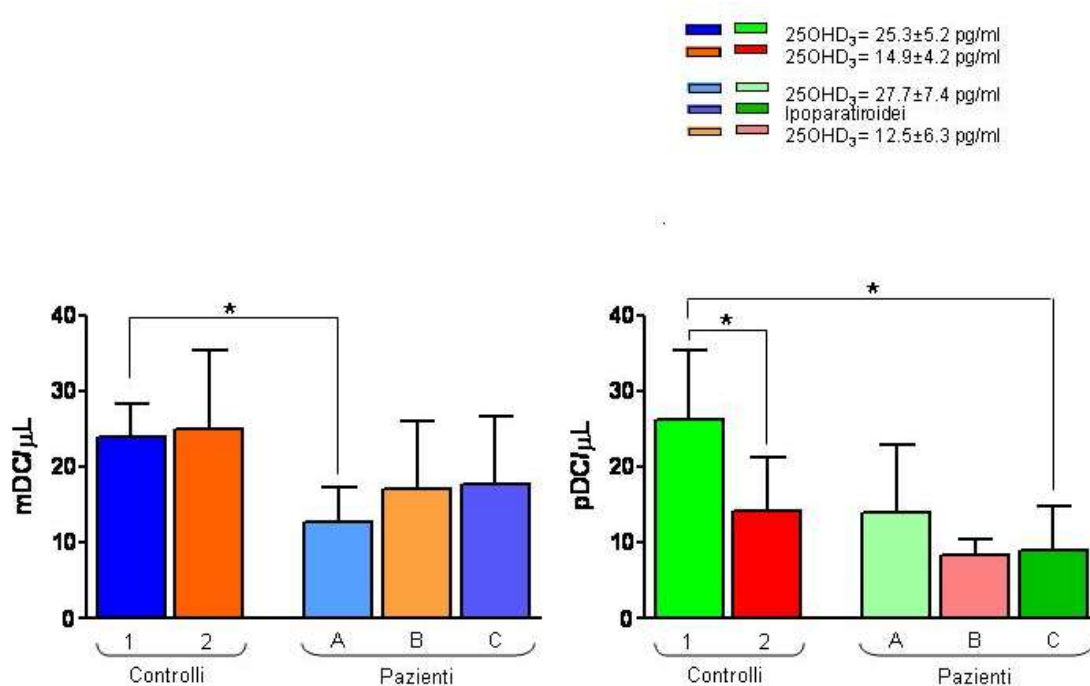 25OHD3= 25.3±5.2 pg/ml
25OHD3= 14.9±4.2 pg/ml
25OHD3= 27.7±7.4 pg/ml
Ipoparatiroidei
25OHD3= 12.5±6.3 pg/ml
mDC/μL
40
30
20
10
0
*
1 2 A B C
Controlli Pazienti
pDC/μL
40
30
20
10
0
*
*
1 2 A B C
Controlli Pazienti